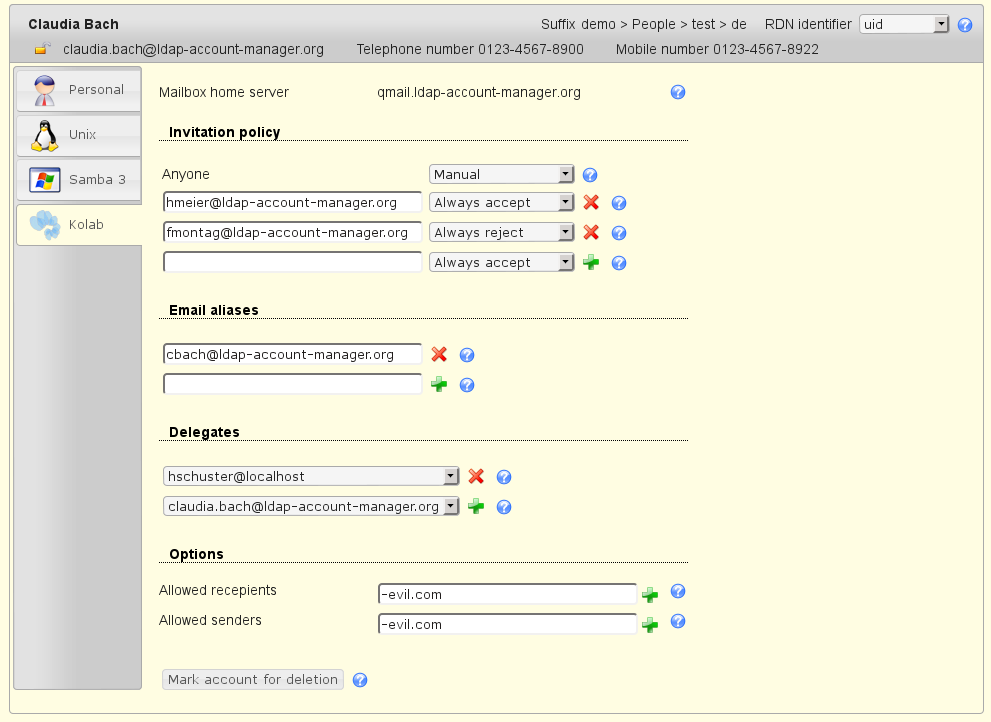 Claudia Bach
Suffix demo > People > test > de RDN identifier uid
claudia.bach@ldap-account-manager.org Telephone number 0123-4567-8900 Mobile number 0123-4567-8922
Personal
Unix
Samba 3
Kolab
Mailbox home server qmail.ldap-account-manager.org
Invitation policy
Anyone Manual
hmeier@ldap-account-manager.org Always accept
fmontag@ldap-account-manager.org Always reject
Always accept
Email aliases
cbach@ldap-account-manager.org
Delegates
hschuster@localhost
claudia.bach@ldap-account-manager.org
Options
Allowed recepients -evil.com
Allowed senders -evil.com
Mark account for deletion